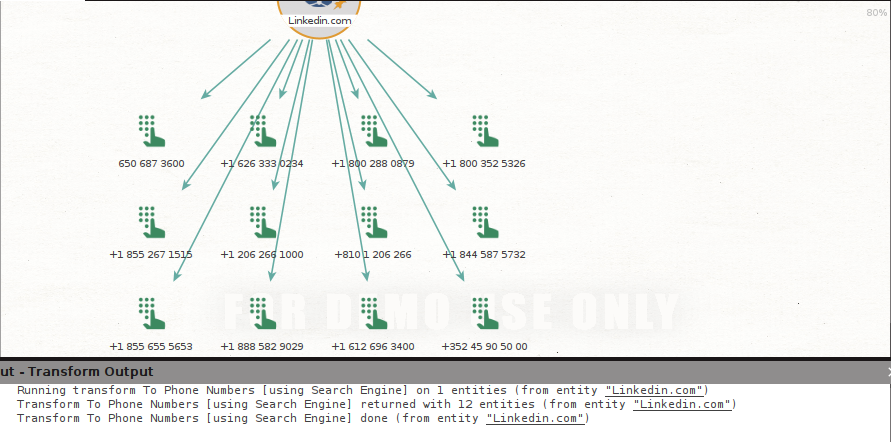 80%
Linkedin.com
650 687 3600
+1 626 333 0234
+1 800 288 0879
+1 800 352 5326
+1 855 267 1515
+1 206 266 1000
+810 1 206 266
+1 844 587 5732
FOR DEMO USE ONLY
+1 855 655 5653
+1 888 582 9029
+1 612 696 3400
+352 45 90 50 00
ut - Transform Output
Running transform To Phone Numbers [using Search Engine] on 1 entities (from entity "Linkedin.com")
Transform To Phone Numbers [using Search Engine] returned with 12 entities (from entity "Linkedin.com")
Transform To Phone Numbers [using Search Engine] done (from entity "Linkedin.com")